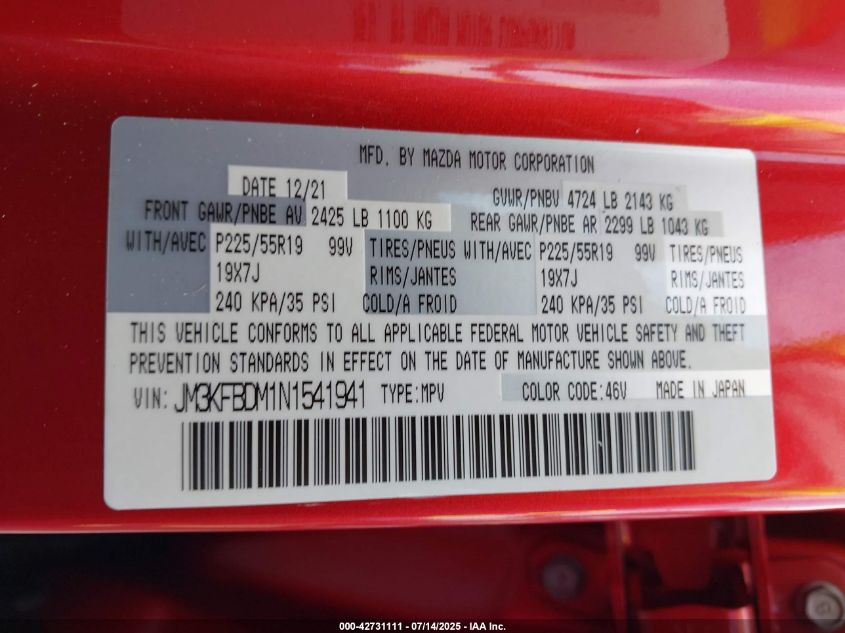 MFD. BY MAZDA MOTOR CORPORATION
DATE 12/21 GVWR/PNBV 4724 LB 2143 KG
FRONT GAWR/PNBE AV 2425 LB 1100 KG REAR GAWR/PNBE AR 2299 LB 1043 KG
WITH/AVEC P225/55R19 99V TIRES/PNEUS WITH/AVEC P225/55R19 99V TIRES/PNEUS
19X7J RIMS/JANTES 19X7J RIMS/JANTES
240 KPA/35 PSI COLD/A FROID 240 KPA/35 PSI COLD/A FROID
THIS VEHICLE CONFORMS TO ALL APPLICABLE FEDERAL MOTOR VEHICLE SAFETY AND THEFT
PREVENTION STANDARDS IN EFFECT ON THE DATE OF MANUFACTURE SHOWN ABOVE.
VIN: JM3KFBDM1N1541941 TYPE:MPV COLOR CODE:46V MADE IN JAPAN
000-42731111 - 07/14/2025 - IAA Inc.